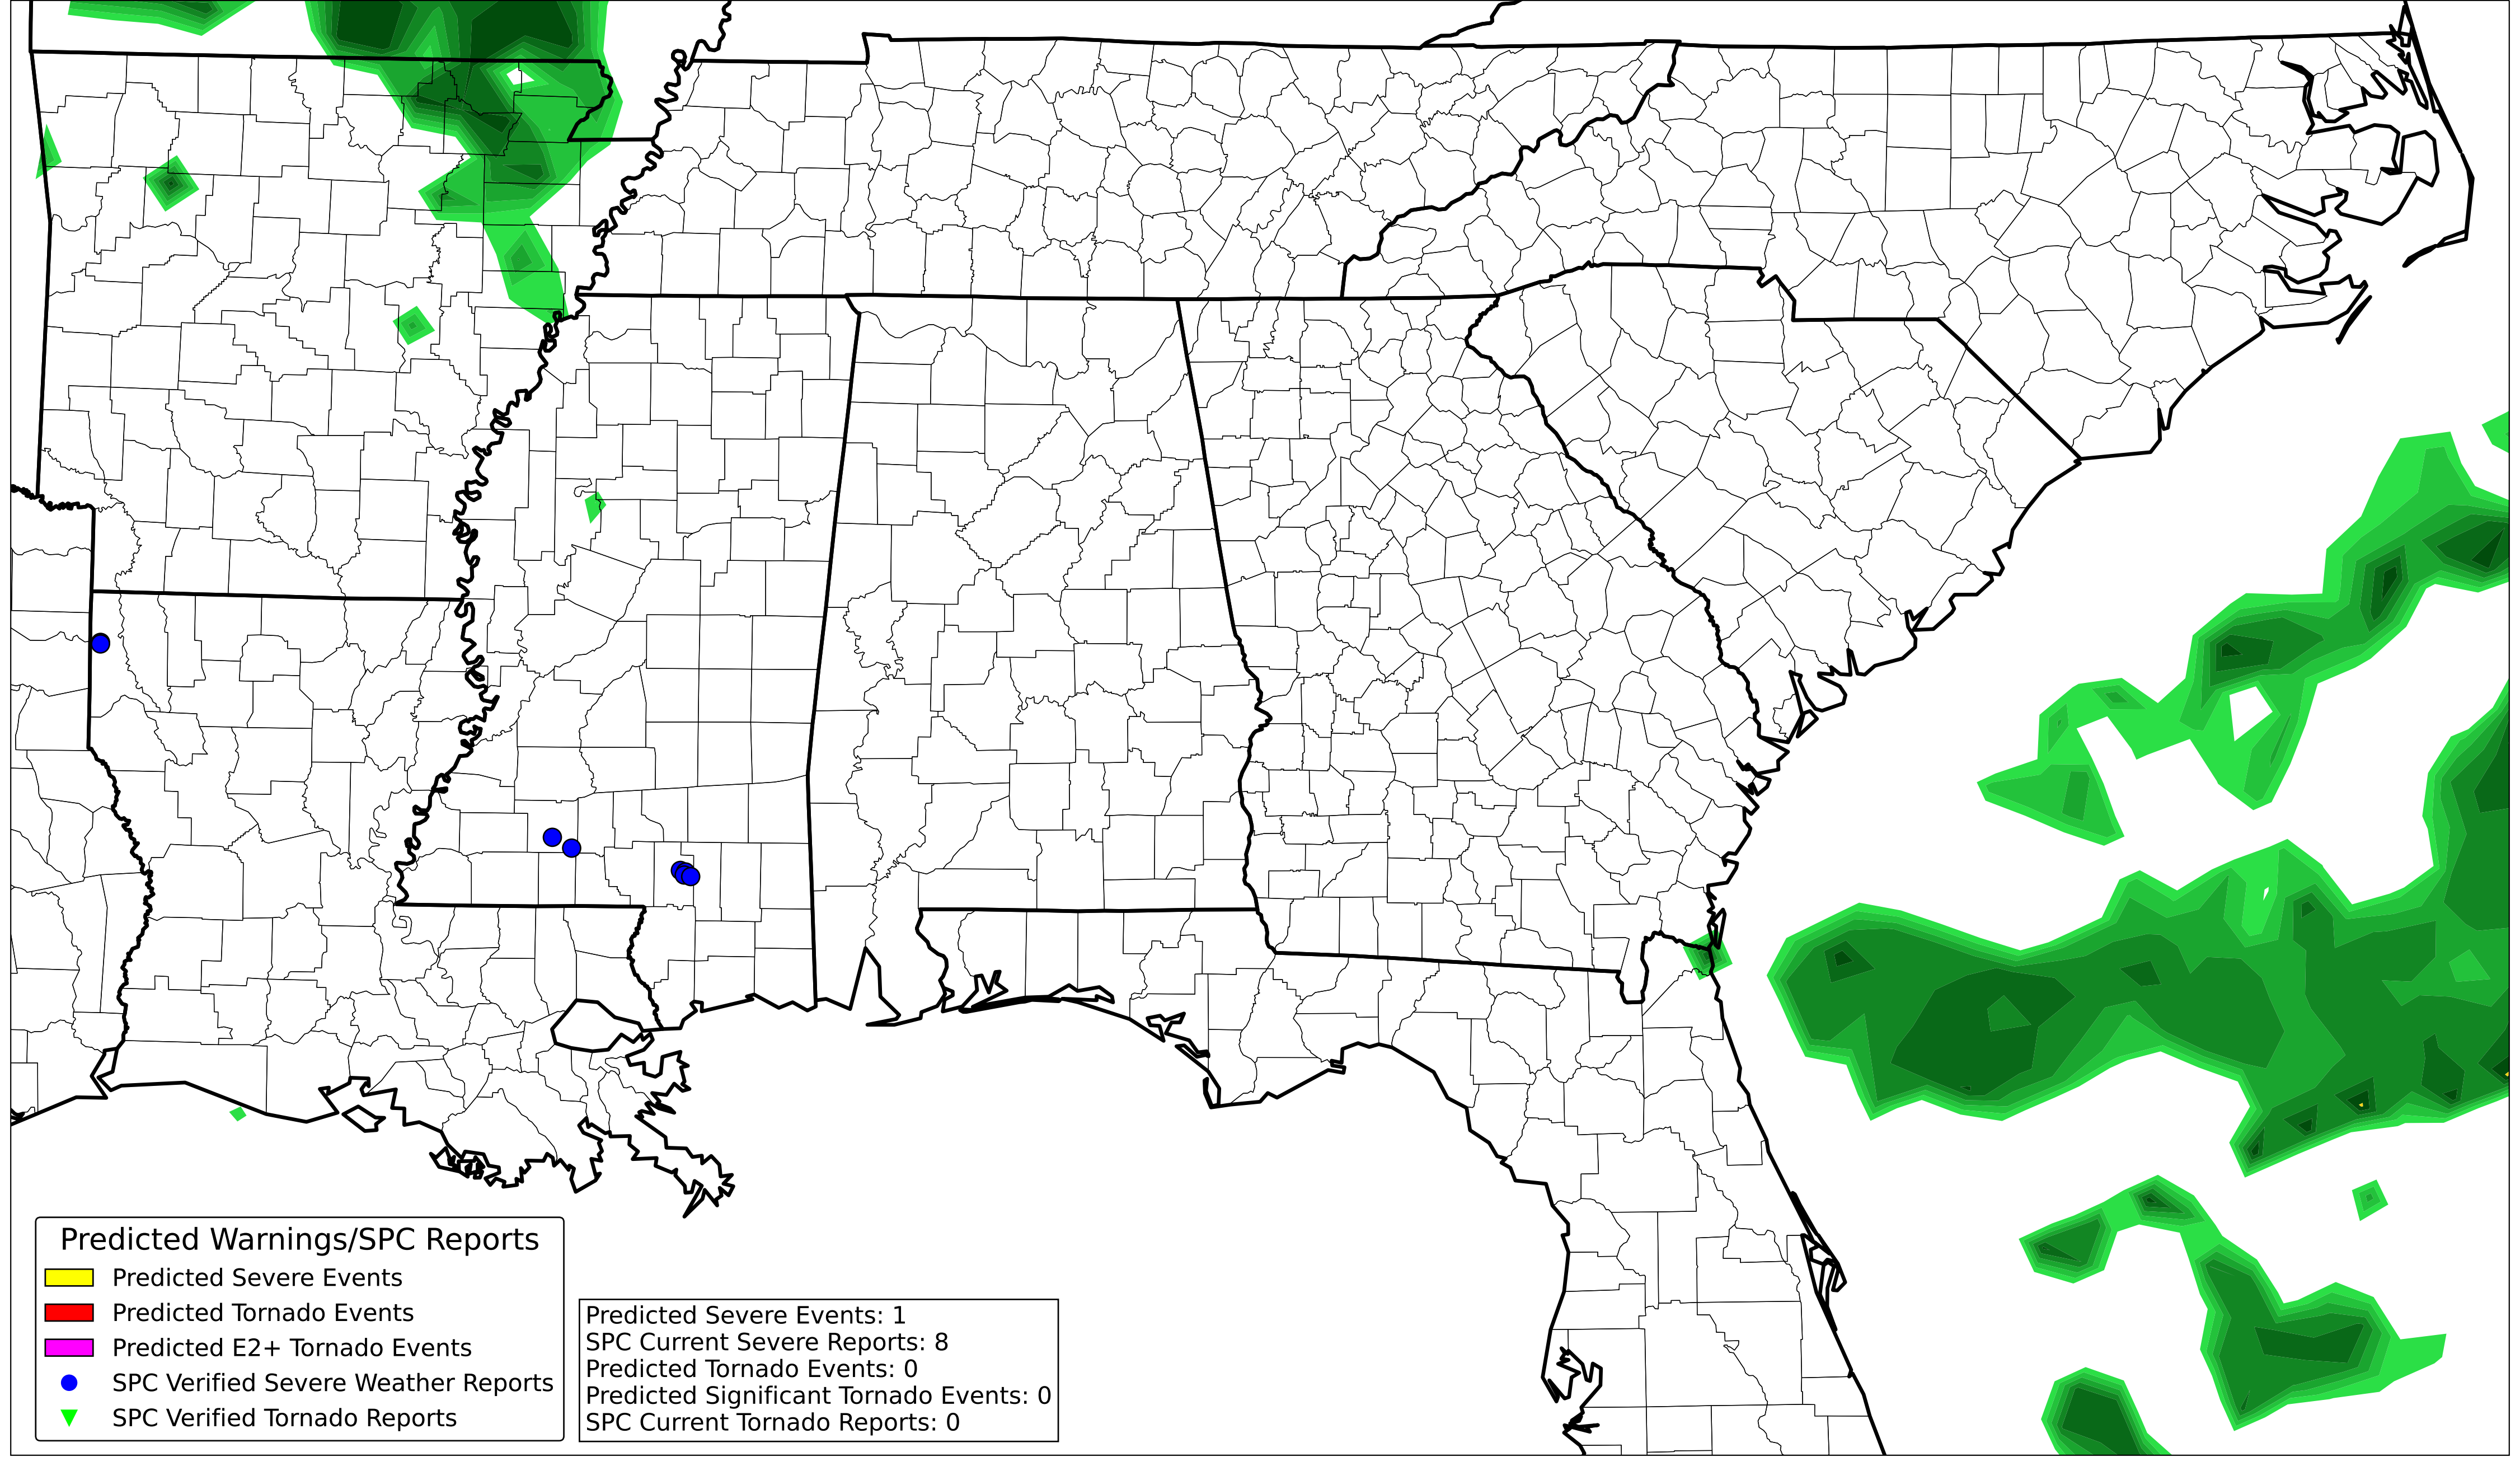 Predicted Warnings/SPC Reports
Predicted Severe Events
Predicted Tornado Events
Predicted E2+ Tornado Events
SPC Verified Severe Weather Reports
SPC Verified Tornado Reports
Predicted Severe Events: 1
SPC Current Severe Reports: 8
Predicted Tornado Events: 0
Predicted Significant Tornado Events: 0
SPC Current Tornado Reports: 0